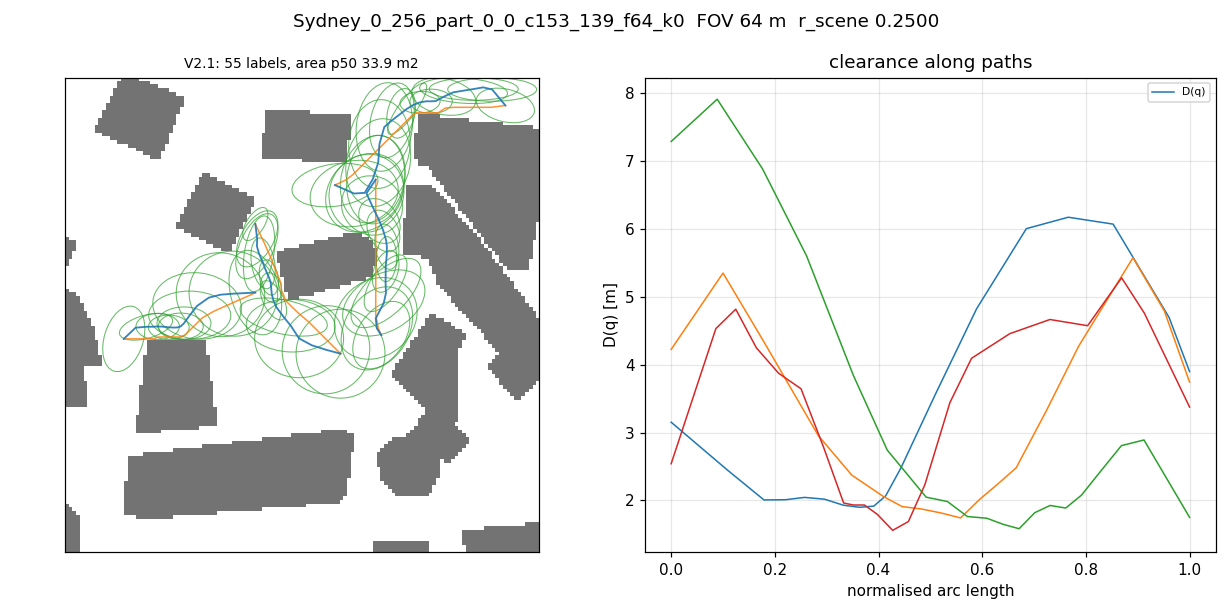 Sydney_0_256_part_0_0_c153_139_f64_k0 FOV 64 m r_scene 0.2500
V2.1: 55 labels, area p50 33.9 m2
clearance along paths
D(q)
8
7
6
5
4
3
2
D(q) [m]
0.0 0.2 0.4 0.6 0.8 1.0
normalised arc length